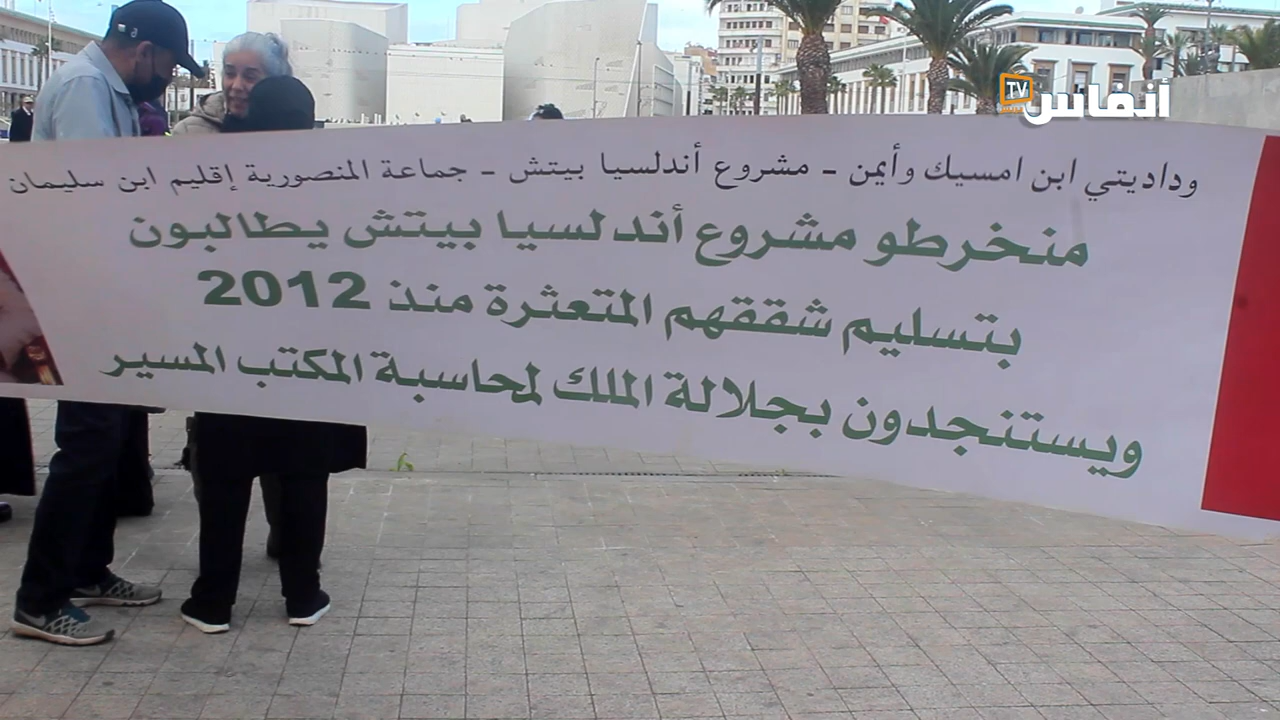 TV أنفاس
وداديتي ابن امسيك وأيمن - مشروع أندلسيا بيتش - جماعة المنصورية إقليم ابن سليمان
منخرطو مشروع أندلسيا بيتش يطالبون
بتسليم شققهم المتعثرة منذ 2012
ويستنجدون بجلالة الملك لمحاسبة المكتب المسير